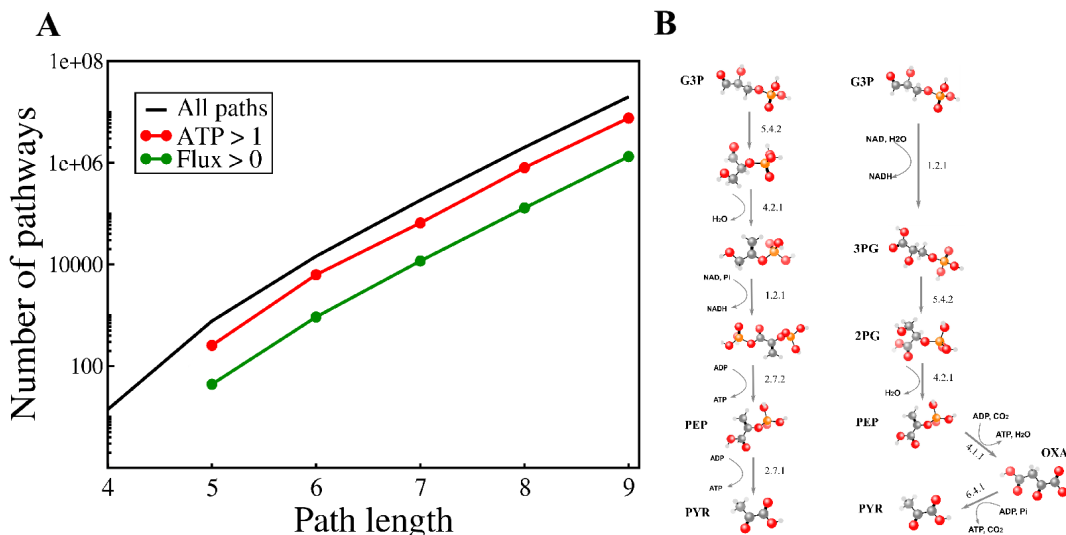 A
1e+08
1e+06
10000
100
Number of pathways
All paths
ATP > 1
Flux > 0
4 5 6 7 8 9
Path length
B
G3P
5.4.2
4.2.1
H₂O
NAD, Pi
1.2.1
NADH
ADP
2.7.2
ATP
PEP
ADP
2.7.1
ATP
PYR
G3P
NAD, H2O
1.2.1
NADH
3PG
5.4.2
2PG
4.2.1
H₂O
PEP
ADP, CO₂
ATP, H₂O
4.1.1
OXA
6.4.1
ADP, Pi
ATP, CO₂
PYR